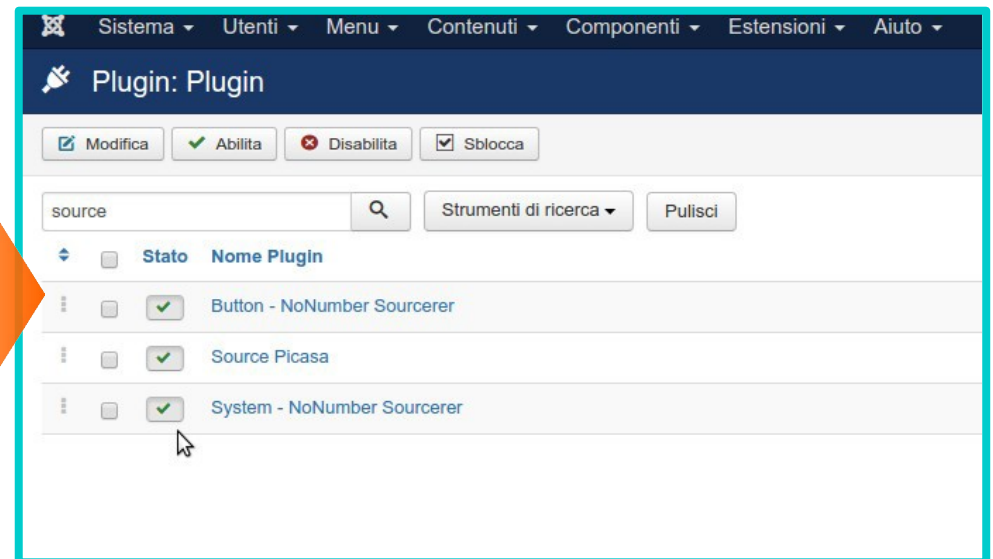 Sistema Utenti Menu Contenuti Componenti Estensioni Aiuto
Plugin: Plugin
Modifica Abilita Disabilita Sblocca
source Strumenti di ricerca Pulisci
Stato Nome Plugin
Button - NoNumber Sourcerer
Source Picasa
System - NoNumber Sourcerer